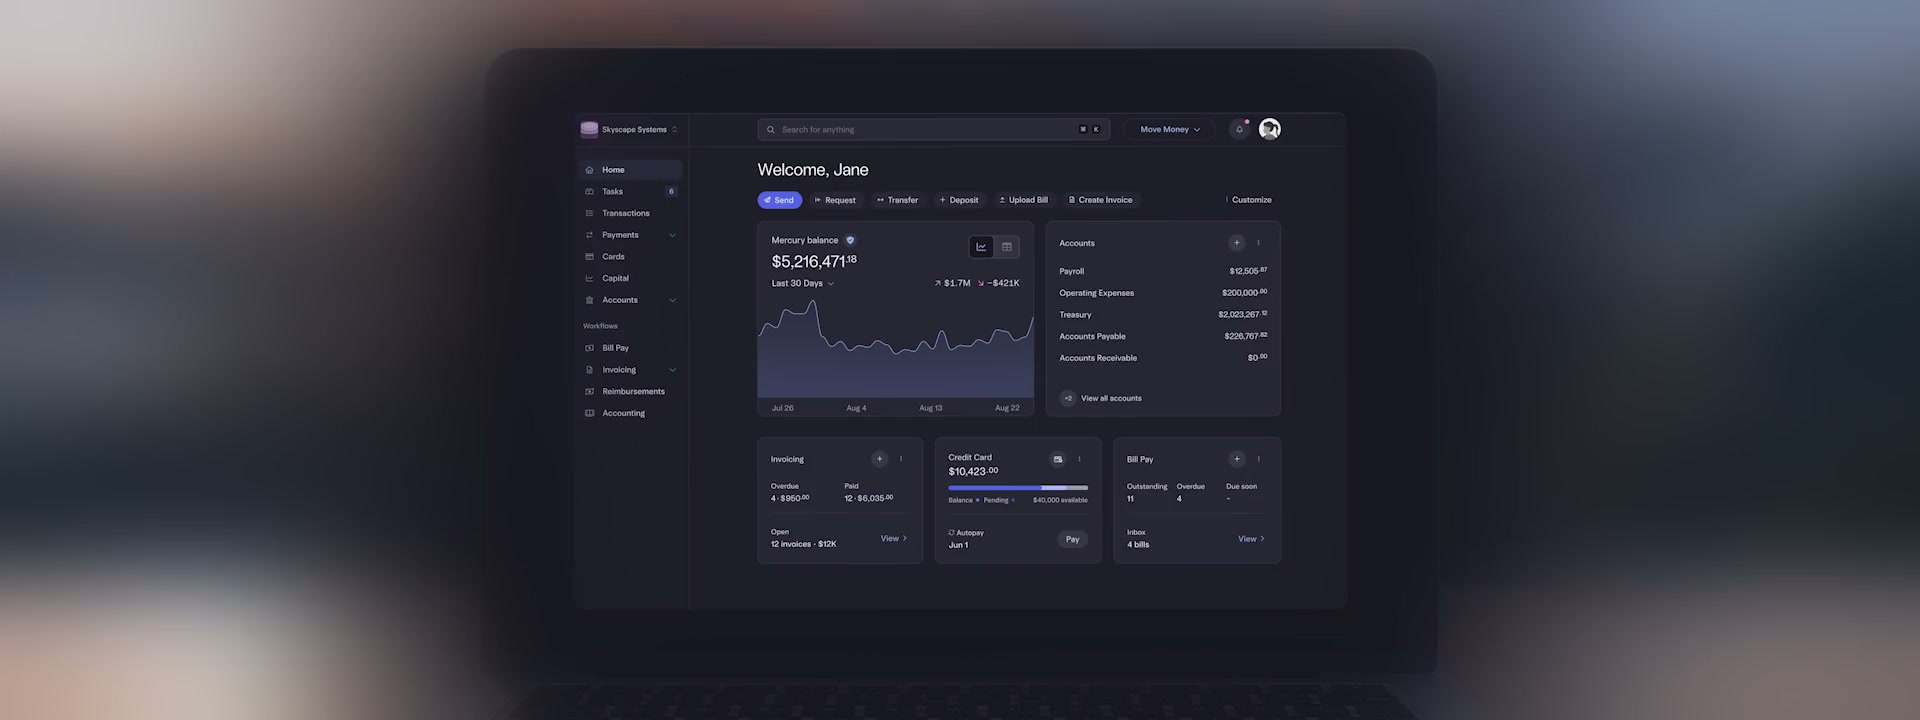 Skyscape Systems
Search for anything
⌘ K
Move Money
Home
Tasks 6
Transactions
Payments
Cards
Capital
Accounts
Workflows
Bill Pay
Invoicing
Reimbursements
Accounting
Welcome, Jane
Send
Request
Transfer
Deposit
Upload Bill
Create Invoice
Customize
Mercury balance
$5,216,471.18
Last 30 Days
$1.7M −$421K
Jul 26 Aug 4 Aug 13 Aug 22
Accounts
Payroll $12,505.87
Operating Expenses $200,000.00
Treasury $2,023,267.12
Accounts Payable $226,767.82
Accounts Receivable $0.00
+2 View all accounts
Invoicing
Overdue Paid
4 · $950.00 12 · $6,035.00
Open
12 invoices · $12K
View
Credit Card
$10,423.00
Balance Pending $40,000 available
Autopay
Jun 1
Pay
Bill Pay
Outstanding Overdue Due soon
11 4 -
Inbox
4 bills
View